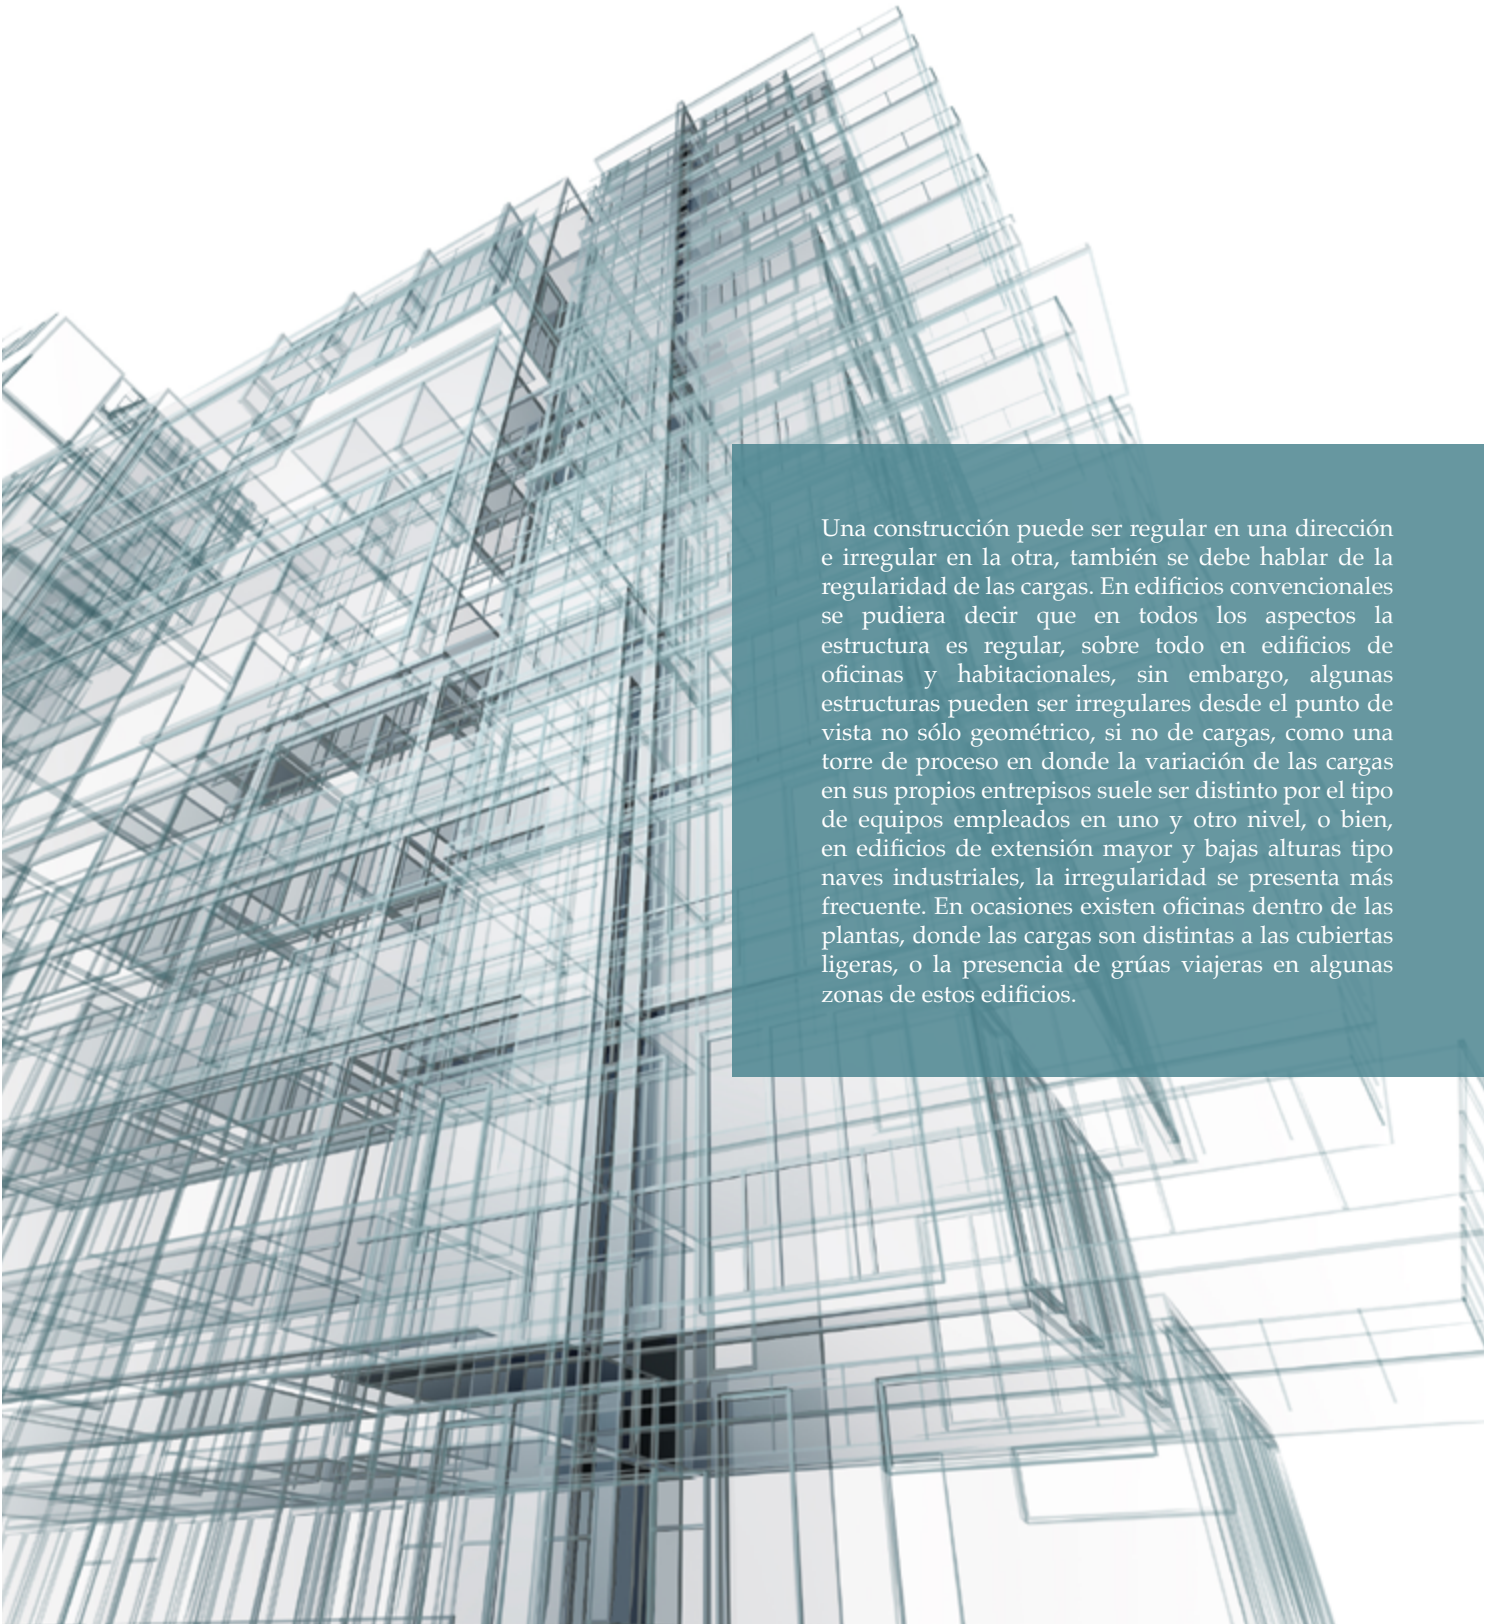 Una construcción puede ser regular en una dirección
e irregular en la otra, también se debe hablar de la
regularidad de las cargas. En edificios convencionales
se pudiera decir que en todos los aspectos la
estructura es regular, sobre todo en edificios de
oficinas y habitacionales, sin embargo, algunas
estructuras pueden ser irregulares desde el punto de
vista no sólo geométrico, si no de cargas, como una
torre de proceso en donde la variación de las cargas
en sus propios entrepisos suele ser distinto por el tipo
de equipos empleados en uno y otro nivel, o bien,
en edificios de extensión mayor y bajas alturas tipo
naves industriales, la irregularidad se presenta más
frecuente. En ocasiones existen oficinas dentro de las
plantas, donde las cargas son distintas a las cubiertas
ligeras, o la presencia de grúas viajeras en algunas
zonas de estos edificios.